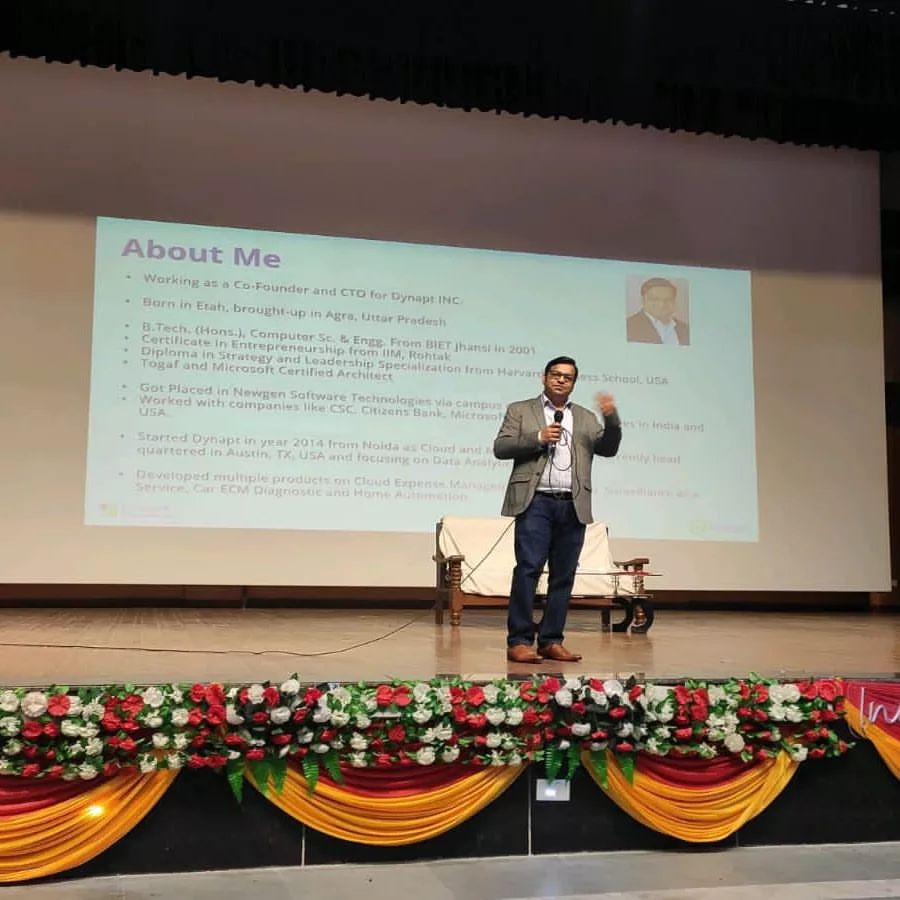 About Me
• Working as a Co-Founder and CTO for Dynapt INC.
• Born in Etah, brought-up in Agra, Uttar Pradesh
• B.Tech. (Hons.), Computer Sc. & Engg. From BIET Jhansi in 2001
• Certificate in Entrepreneurship from IIM, Rohtak
• Diploma in Strategy and Leadership Specialization from Harvard ess School, USA
• Togaf and Microsoft Certified Architect
• Got Placed in Newgen Software Technologies via campus
• Worked with companies like CSC, Citizens Bank, Microsof es in India and
USA.
• Started Dynapt in year 2014 from Noida as Cloud and rently head
quartered in Austin, TX, USA and focusing on Data Analyt
• Developed multiple products on Cloud Expense Manage Surveillance as a
Service, Car ECM Diagnostic and Home Automation